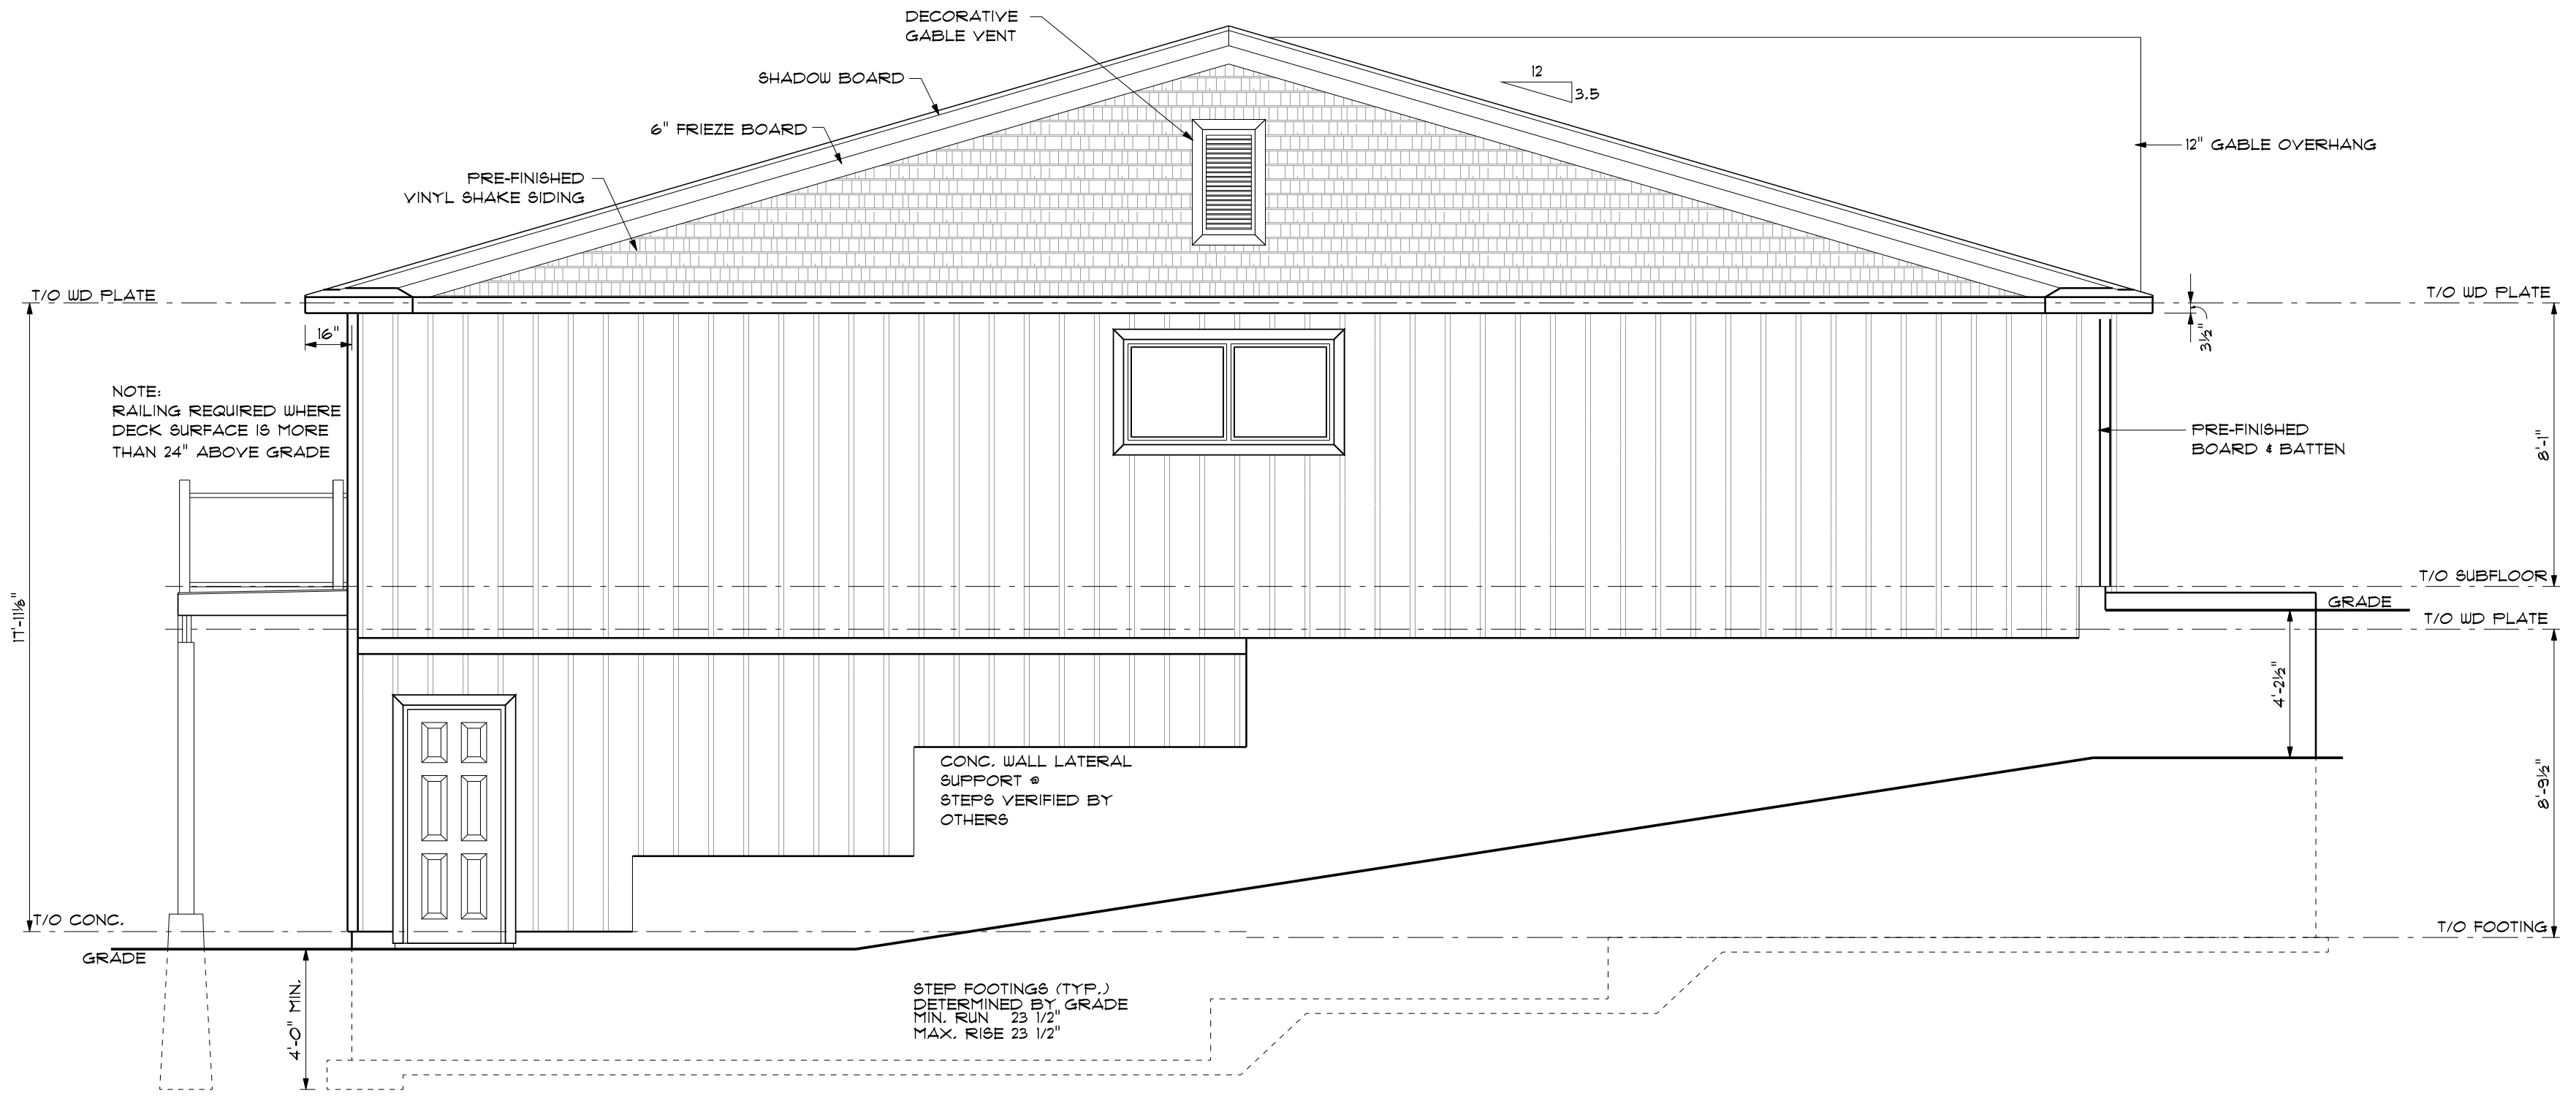 DECORATIVE
GABLE VENT
SHADOW BOARD
6" FRIEZE BOARD
PRE-FINISHED
VINYL SHAKE SIDING
12
3.5
12" GABLE OVERHANG
T/O WD PLATE
T/O WD PLATE
16"
3½"
NOTE:
RAILING REQUIRED WHERE
DECK SURFACE IS MORE
THAN 24" ABOVE GRADE
PRE-FINISHED
BOARD & BATTEN
8'-1"
17'-11⅛"
T/O SUBFLOOR
GRADE
T/O WD PLATE
4'-2½"
8'-9½"
CONC. WALL LATERAL
SUPPORT @
STEPS VERIFIED BY
OTHERS
T/O CONC.
T/O FOOTING
GRADE
4'-0" MIN.
STEP FOOTINGS (TYP.)
DETERMINED BY GRADE
MIN. RUN 23 1/2"
MAX. RISE 23 1/2"